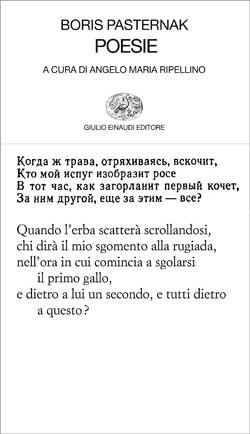 BORIS PASTERNAK
POESIE
A CURA DI ANGELO MARIA RIPELLINO
GIULIO EINAUDI EDITORE
Когда ж трава, отряхиваясь, вскочит,
Кто мой испуг изобразит росе
В тот час, как загорланит первый кочет,
За ним другой, еще за этим — все?
Quando l'erba scatterà scrollandosi,
chi dirà il mio sgomento alla rugiada,
nell'ora in cui comincia a sgolarsi
il primo gallo,
e dietro a lui un secondo, e tutti dietro
a questo?